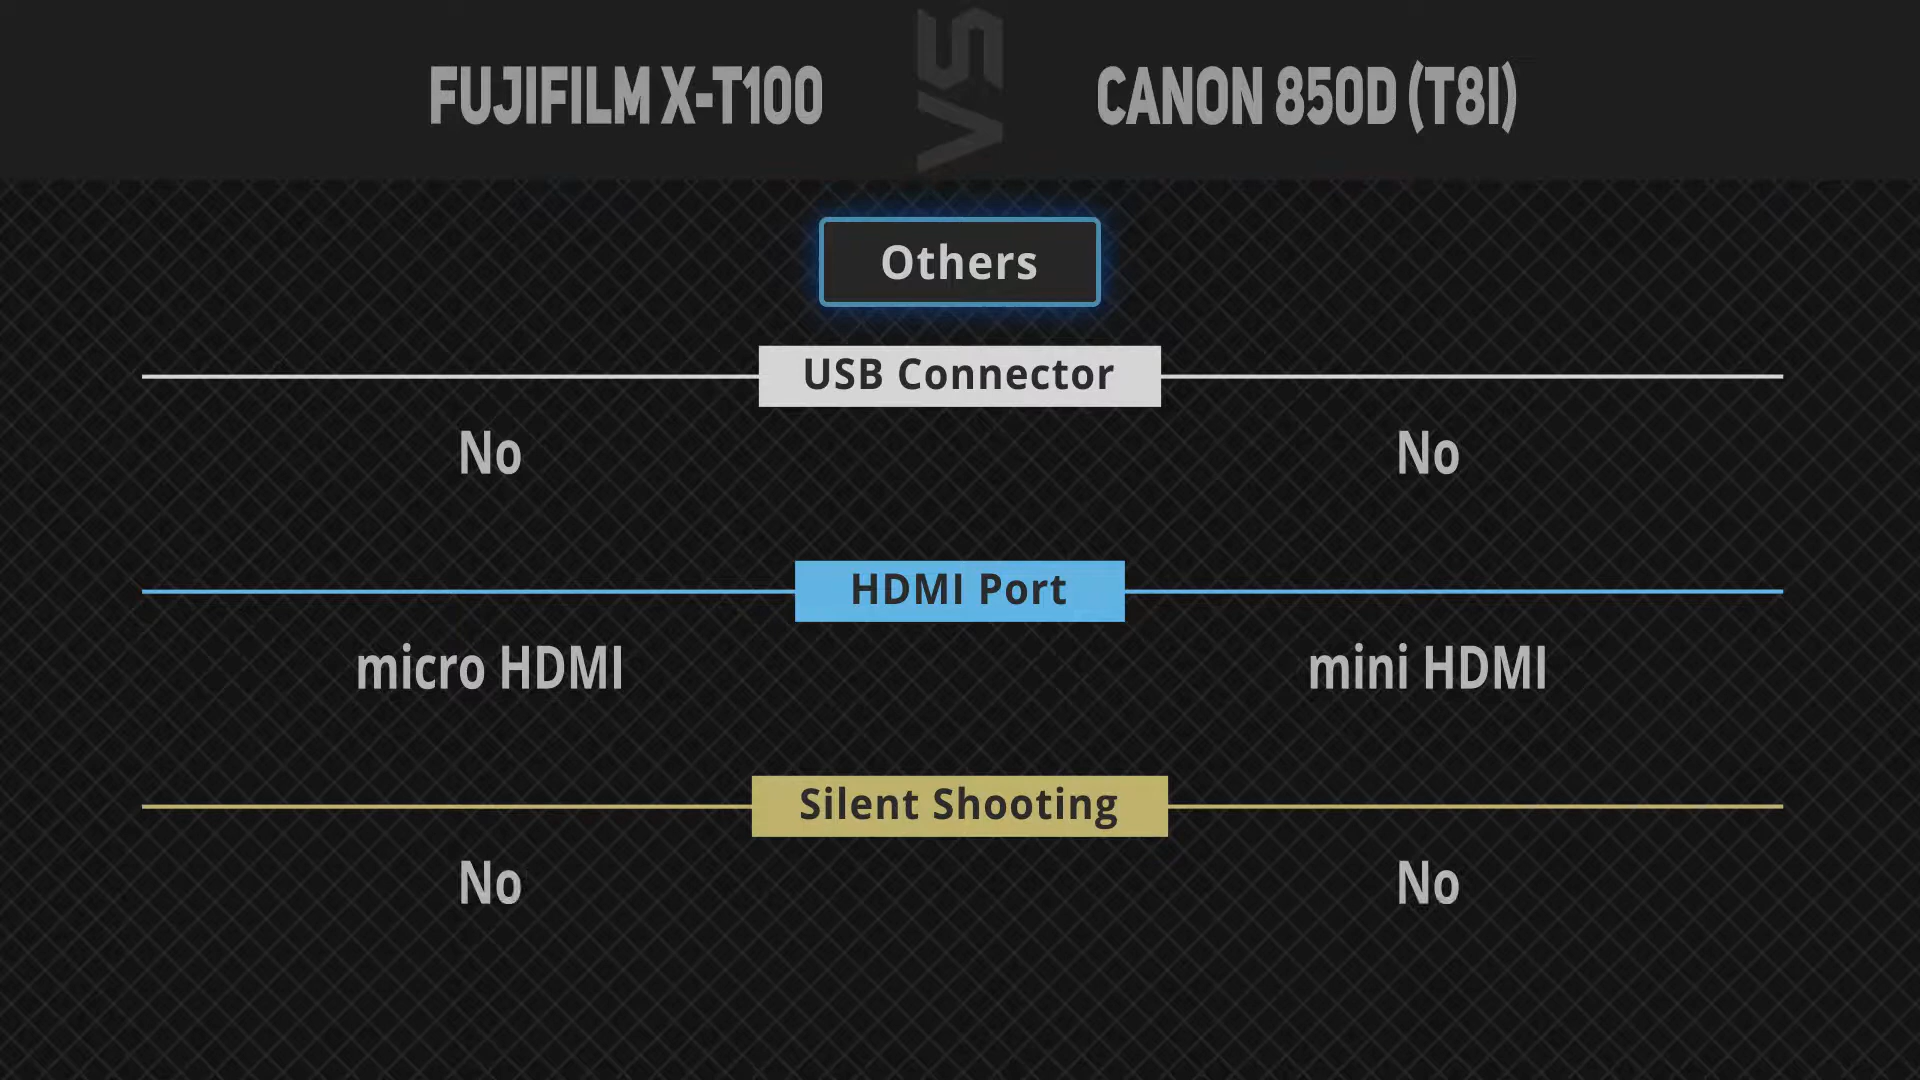 FUJIFILM X-T100
VS
CANON 850D (T8I)
Others
USB Connector
No
No
HDMI Port
micro HDMI
mini HDMI
Silent Shooting
No
No